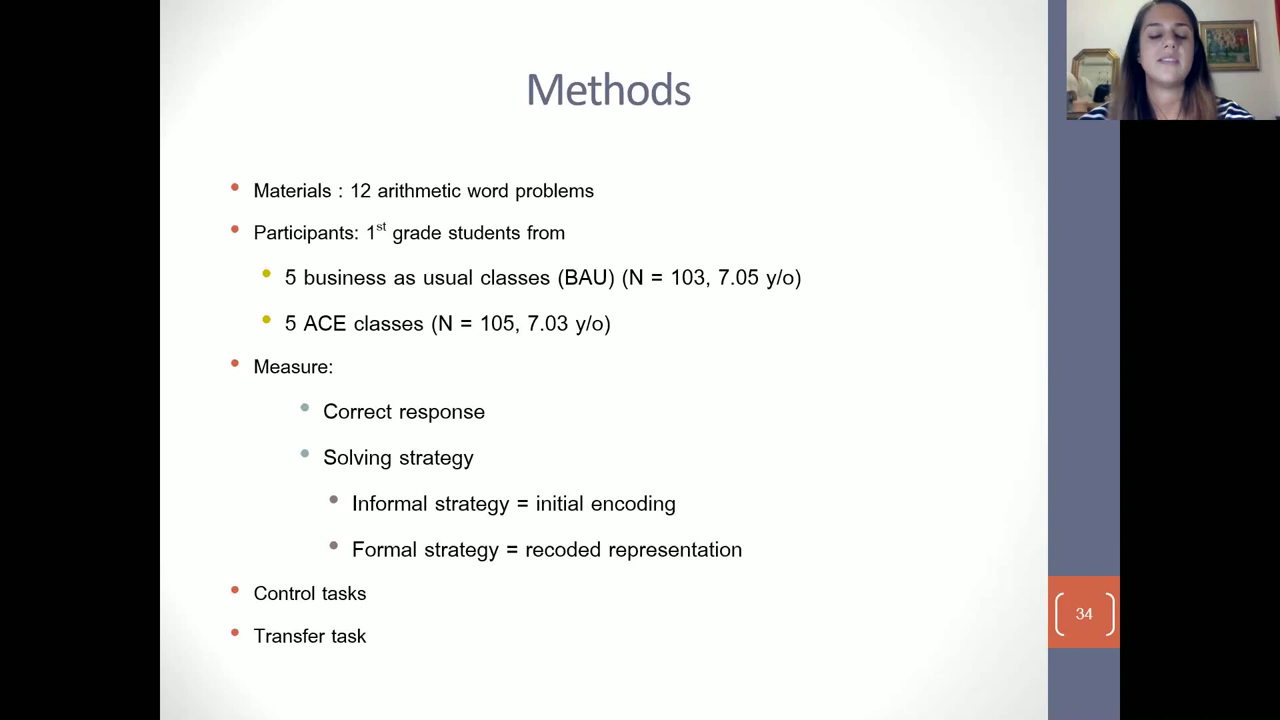 Methods
Materials : 12 arithmetic word problems
Participants: 1st grade students from
5 business as usual classes (BAU) (N = 103, 7.05 y/o)
5 ACE classes (N = 105, 7.03 y/o)
Measure:
Correct response
Solving strategy
Informal strategy = initial encoding
Formal strategy = recoded representation
Control tasks
Transfer task
34